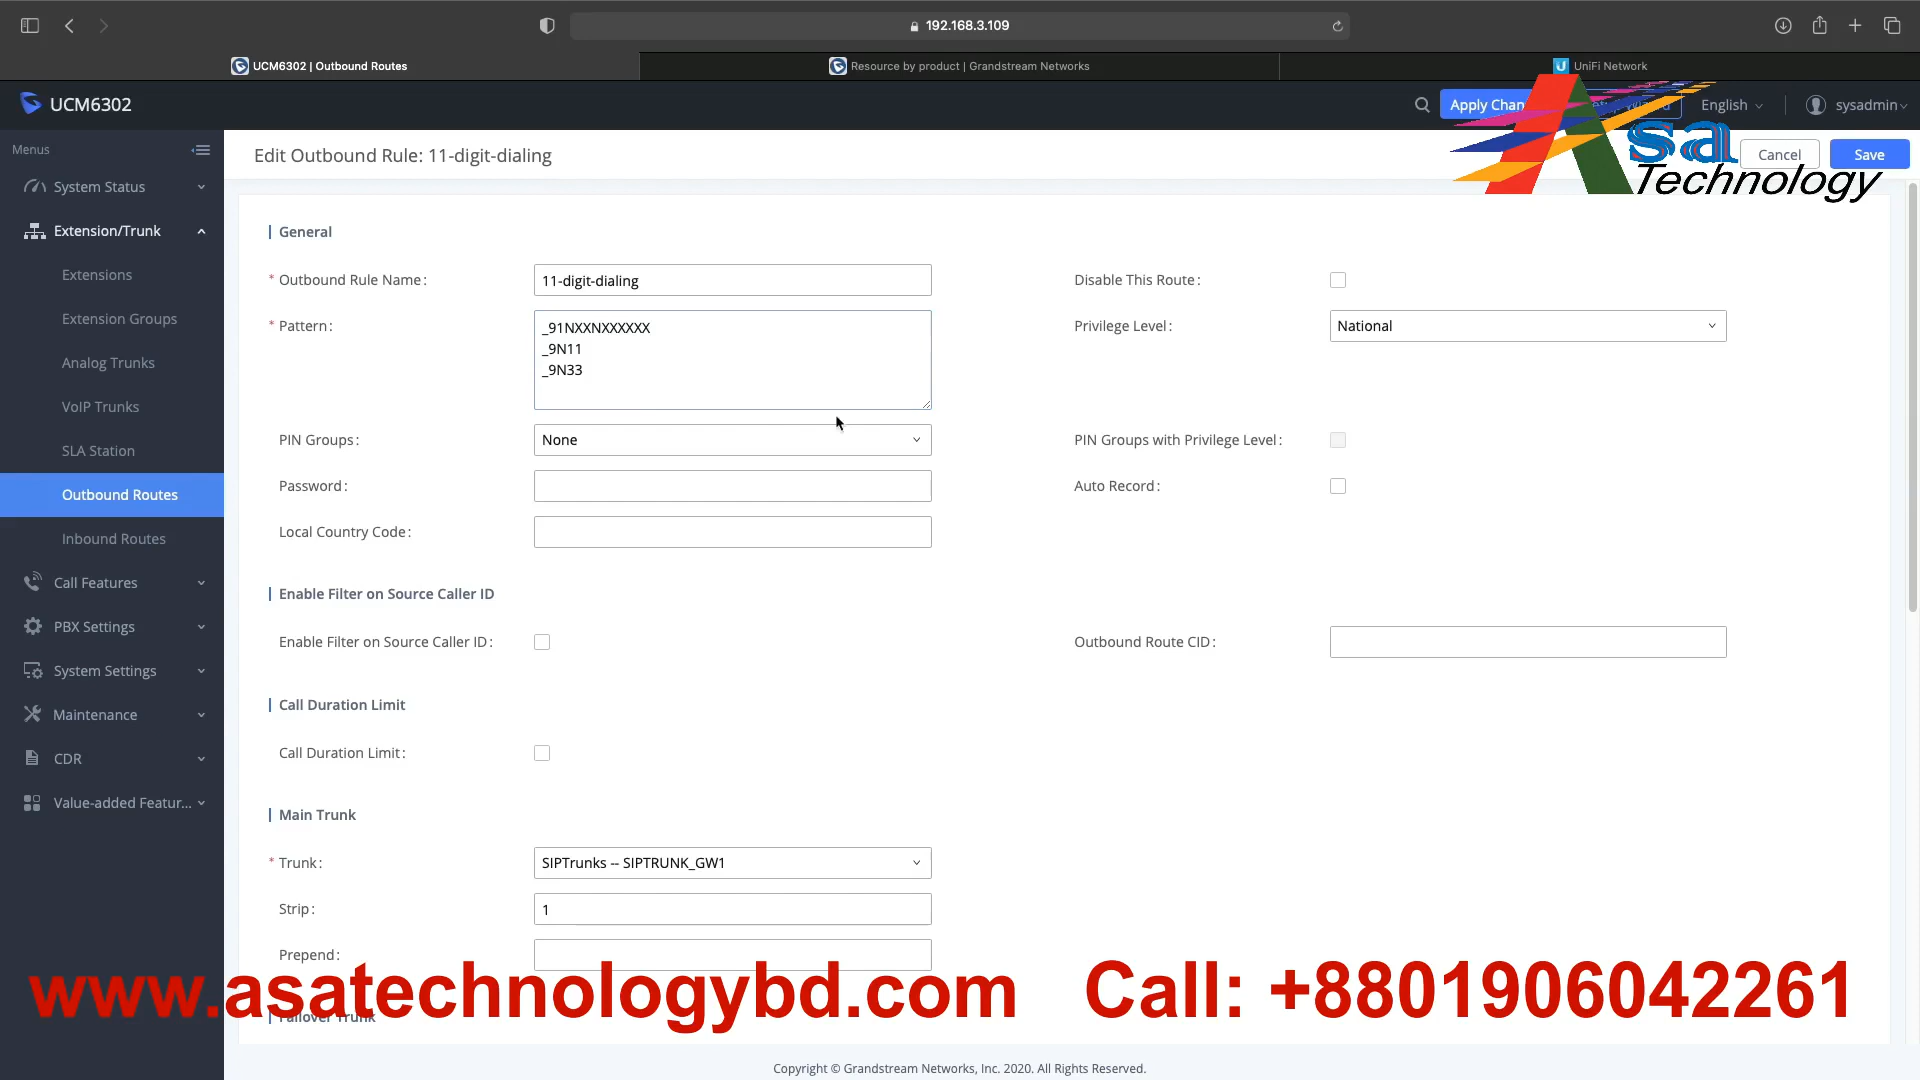 192.168.3.109
UCM6302 | Outbound Routes
Resource by product | Grandstream Networks
UniFi Network
UCM6302
Apply Chan
English
sysadmin
Asa
Technology
Menus
Edit Outbound Rule: 11-digit-dialing
Cancel
Save
System Status
Extension/Trunk
Extensions
Extension Groups
Analog Trunks
VoIP Trunks
SLA Station
Outbound Routes
Inbound Routes
Call Features
PBX Settings
System Settings
Maintenance
CDR
Value-added Featur...
General
* Outbound Rule Name:
11-digit-dialing
Disable This Route:
* Pattern:
_91NXXNXXXXXX
_9N11
_9N33
Privilege Level:
National
PIN Groups:
None
PIN Groups with Privilege Level:
Password:
Auto Record:
Local Country Code:
Enable Filter on Source Caller ID
Enable Filter on Source Caller ID:
Outbound Route CID:
Call Duration Limit
Call Duration Limit:
Main Trunk
* Trunk:
SIPTrunks -- SIPTRUNK_GW1
Strip:
1
Prepend:
www.asatechnologybd.com Call: +8801906042261
Failover Trunk
Copyright © Grandstream Networks, Inc. 2020. All Rights Reserved.